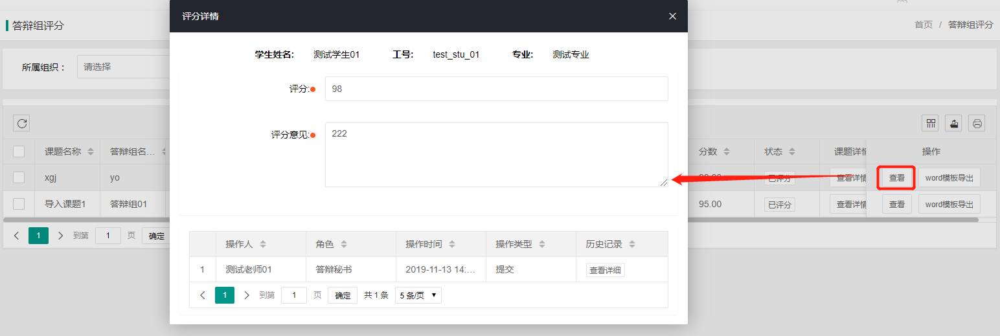 评分详情
答辩组评分
首页 / 答辩组评分
学生姓名: 测试学生01 工号: test_stu_01 专业: 测试专业
所属组织： 请选择
评分: 98
评分意见: 222
课题名称 答辩组名... 分数 状态 课题详情 操作
xgj yo 98.00 已评分 查看详情 查看 word模板导出
导入课题1 答辩组01 95.00 已评分 查看详情 查看 word模板导出
1 到第 1 页 确定
操作人 角色 操作时间 操作类型 历史记录
1 测试老师01 答辩秘书 2019-11-13 14:... 提交 查看详细
1 到第 1 页 确定 共 1 条 5 条/页